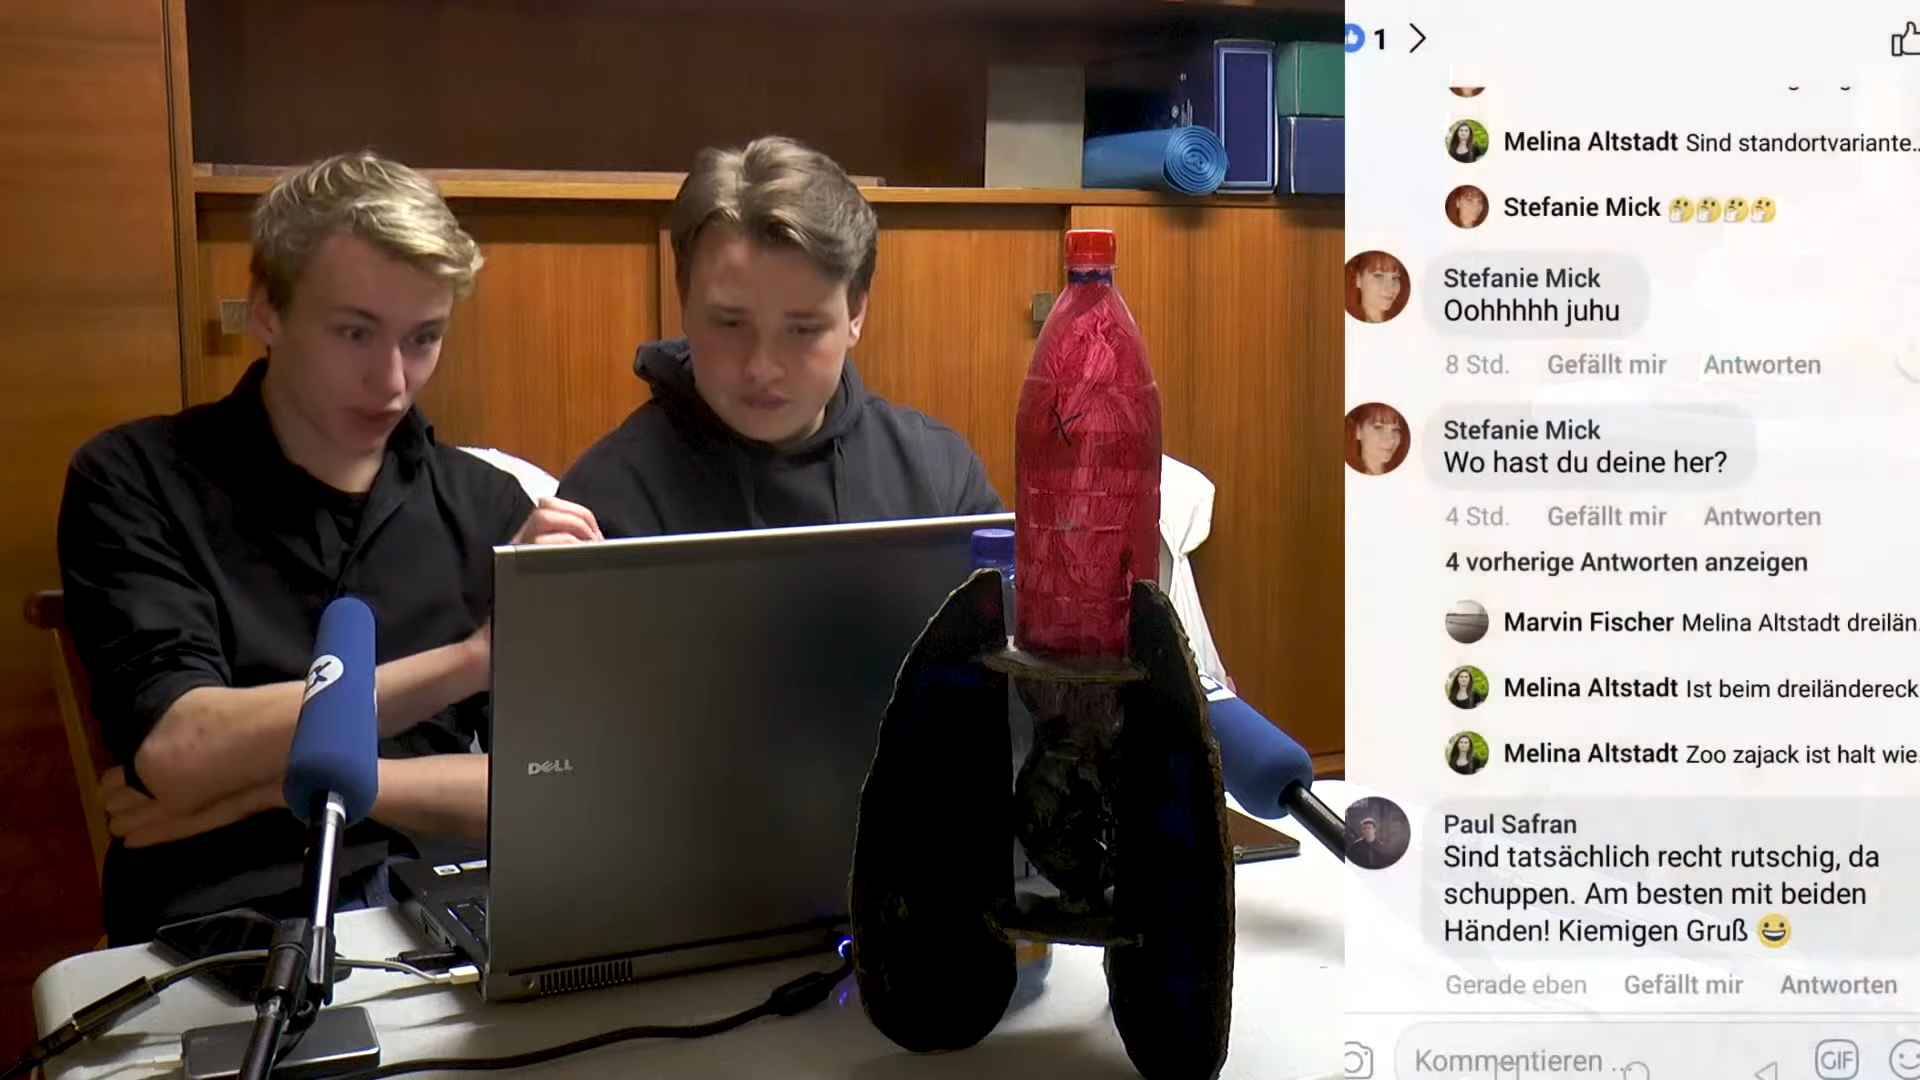 1
Melina Altstadt Sind standortvariante..
Stefanie Mick 🤔🤔🤔🤔
Stefanie Mick
Oohhhhh juhu
8 Std. Gefällt mir Antworten
Stefanie Mick
Wo hast du deine her?
4 Std. Gefällt mir Antworten
4 vorherige Antworten anzeigen
Marvin Fischer Melina Altstadt dreilän
Melina Altstadt Ist beim dreiländereck
Melina Altstadt Zoo zajack ist halt wie
Paul Safran
Sind tatsächlich recht rutschig, da
schuppen. Am besten mit beiden
Händen! Kiemigen Gruß 😀
Gerade eben Gefällt mir Antworten
Kommentieren ...
GIF
DELL